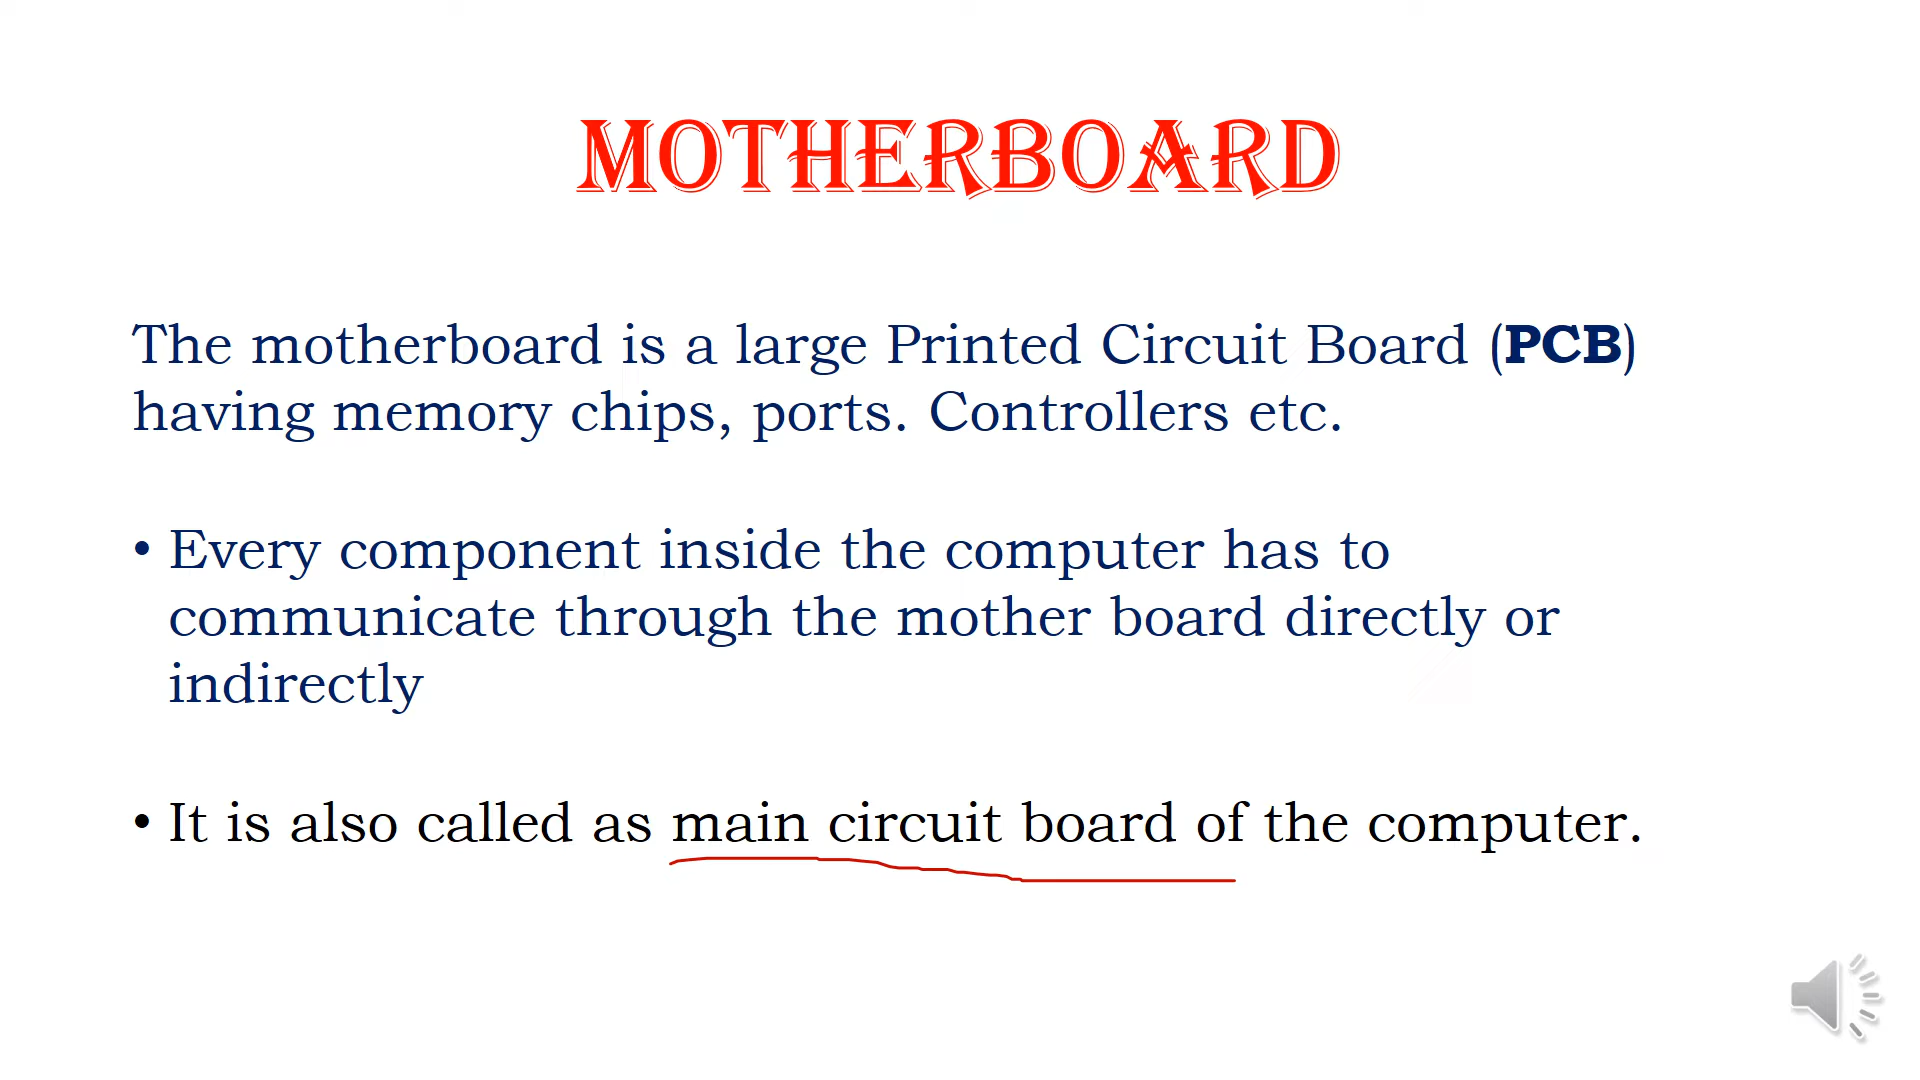 MOTHERBOARD
The motherboard is a large Printed Circuit Board (PCB)
having memory chips, ports. Controllers etc.
• Every component inside the computer has to
communicate through the mother board directly or
indirectly
• It is also called as main circuit board of the computer.